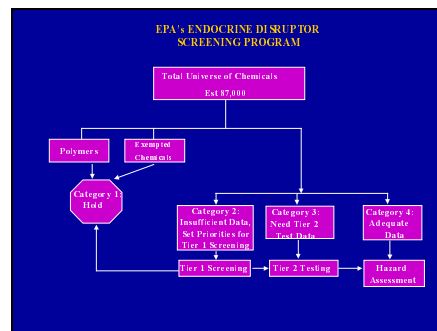 EPA's ENDOCRINE DISRUPTOR
SCREENING PROGRAM
Total Universe of Chemicals
Est 87,000
Polymers
Exempted
Chemicals
Category 1:
Hold
Category 2:
Insufficient Data,
Set Priorities for
Tier 1 Screening
Category 3:
Need Tier 2
Test Data
Category 4:
Adequate
Data
Tier 1 Screening
Tier 2 Testing
Hazard
Assessment